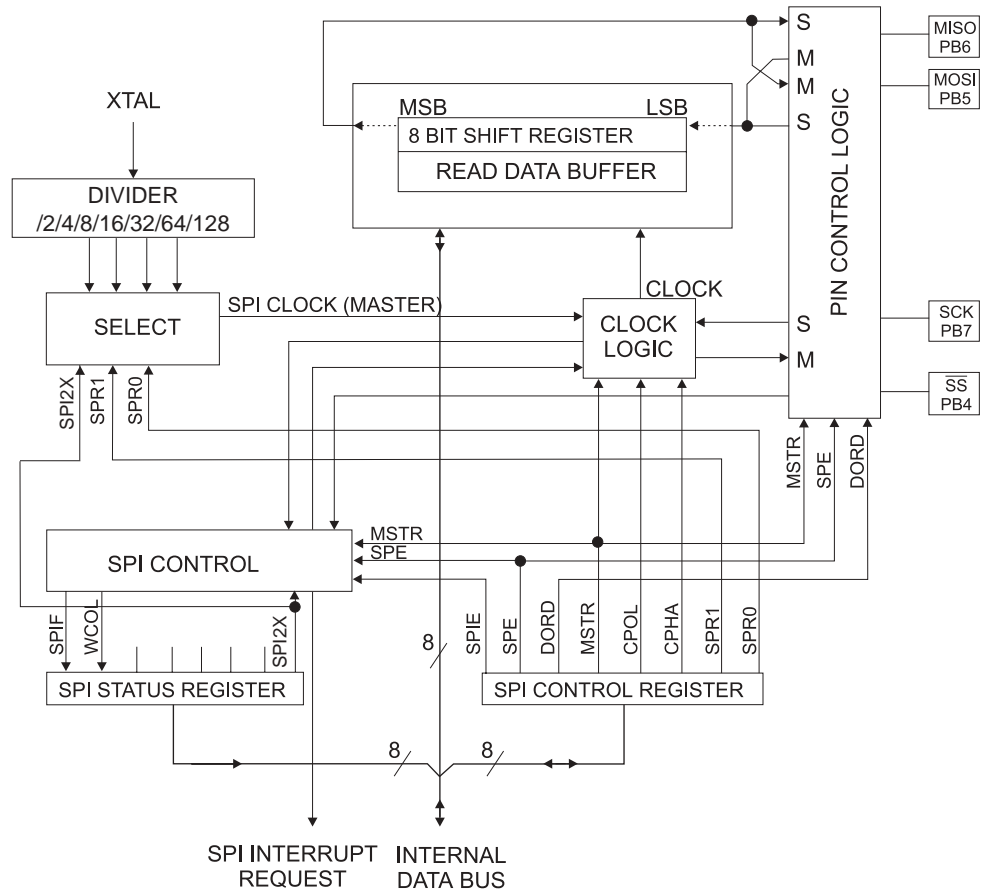 S
MISO
PB6
M
M
MOSI
PB5
S
PIN CONTROL LOGIC
XTAL
MSB
LSB
8 BIT SHIFT REGISTER
READ DATA BUFFER
DIVIDER
/2/4/8/16/32/64/128
SPI CLOCK (MASTER)
CLOCK
SELECT
CLOCK
LOGIC
S
M
SCK
PB7
SS
PB4
SPI2X
SPR1
SPR0
MSTR
SPE
DORD
MSTR
SPE
SPI CONTROL
SPIF
WCOL
SPI2X
8
SPIE
SPE
DORD
MSTR
CPOL
CPHA
SPR1
SPR0
SPI STATUS REGISTER
SPI CONTROL REGISTER
8
8
SPI INTERRUPT
REQUEST
INTERNAL
DATA BUS